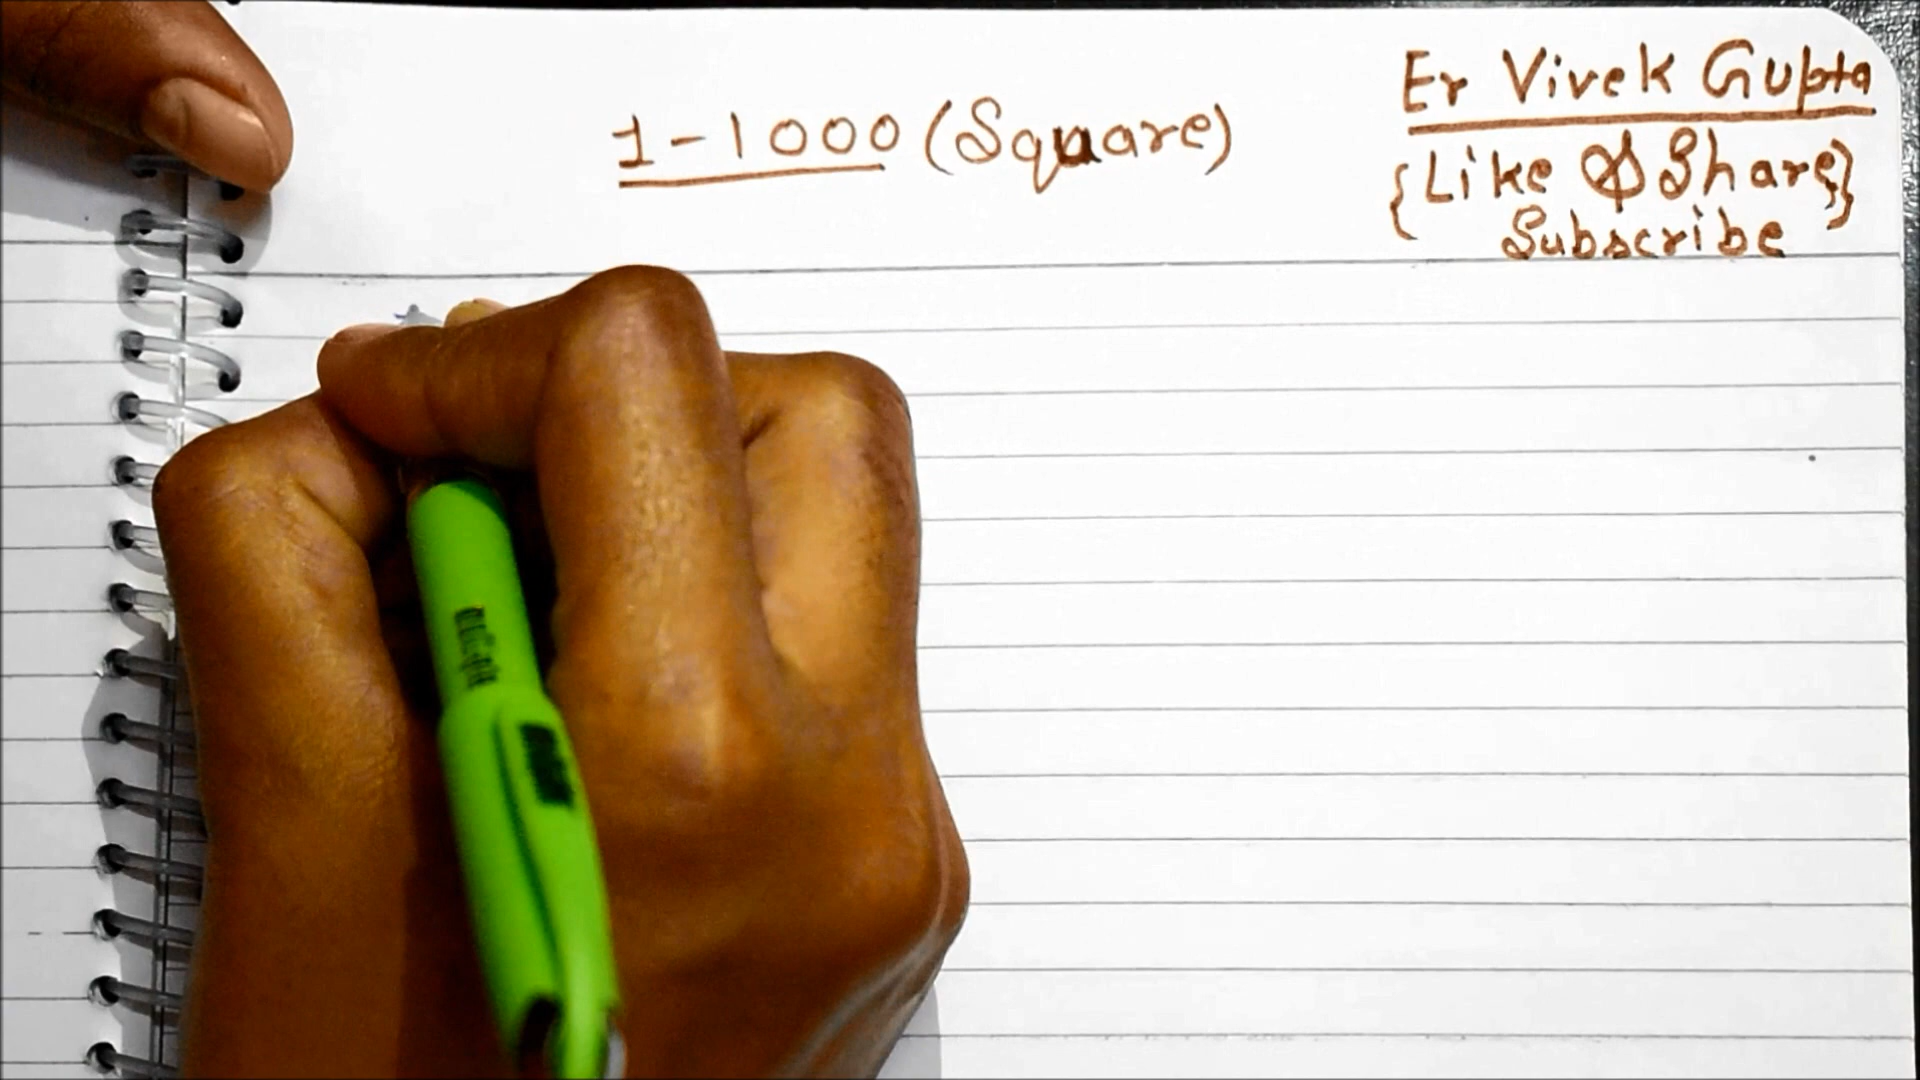 1-1000 (Square)
Er Vivek Gupta
{Like & Share}
Subscribe